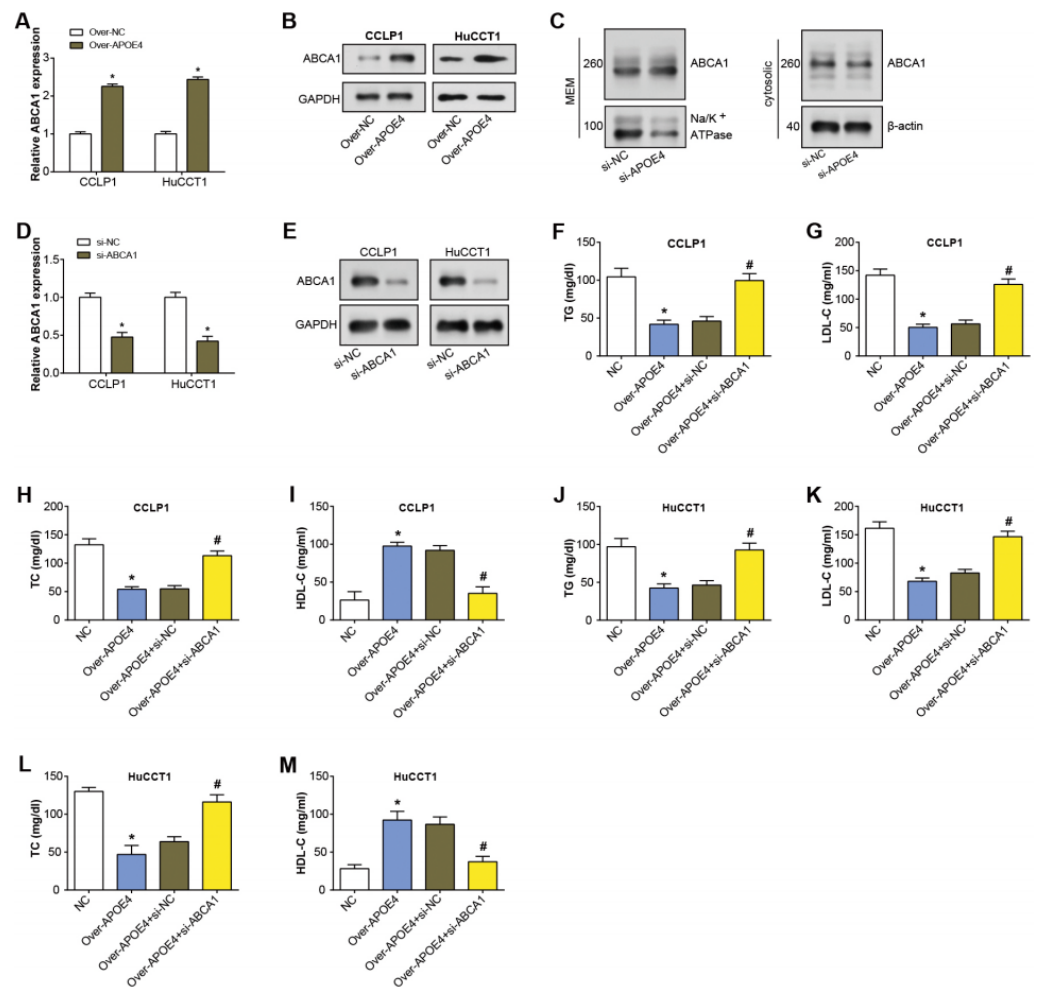 A
Over-NC
Over-APOE4
Relative ABCA1 expression
3
2
1
0
*
*
CCLP1
HuCCT1
B
CCLP1
HuCCT1
ABCA1
GAPDH
Over-NC
Over-APOE4
Over-NC
Over-APOE4
C
MEM
260
ABCA1
100
Na/K +
ATPase
si-NC
si-APOE4
cytosolic
260
ABCA1
40
β-actin
si-NC
si-APOE4
D
si-NC
si-ABCA1
Relative ABCA1 expression
1.5
1.0
0.5
0.0
*
*
CCLP1
HuCCT1
E
CCLP1
HuCCT1
ABCA1
GAPDH
si-NC
si-ABCA1
si-NC
si-ABCA1
F
CCLP1
TG (mg/dl)
150
100
50
0
*
#
NC
Over-APOE4
Over-APOE4+si-NC
Over-APOE4+si-ABCA1
G
CCLP1
LDL-C (mg/ml)
200
150
100
50
0
*
#
NC
Over-APOE4
Over-APOE4+si-NC
Over-APOE4+si-ABCA1
H
CCLP1
TC (mg/dl)
200
150
100
50
0
*
#
NC
Over-APOE4
Over-APOE4+si-NC
Over-APOE4+si-ABCA1
I
CCLP1
HDL-C (mg/ml)
150
100
50
0
*
#
NC
Over-APOE4
Over-APOE4+si-NC
Over-APOE4+si-ABCA1
J
HuCCT1
TG (mg/dl)
150
100
50
0
*
#
NC
Over-APOE4
Over-APOE4+si-NC
Over-APOE4+si-ABCA1
K
HuCCT1
LDL-C (mg/ml)
200
150
100
50
0
*
#
NC
Over-APOE4
Over-APOE4+si-NC
Over-APOE4+si-ABCA1
L
HuCCT1
TC (mg/dl)
150
100
50
0
*
#
NC
Over-APOE4
Over-APOE4+si-NC
Over-APOE4+si-ABCA1
M
HuCCT1
HDL-C (mg/ml)
150
100
50
0
*
#
NC
Over-APOE4
Over-APOE4+si-NC
Over-APOE4+si-ABCA1